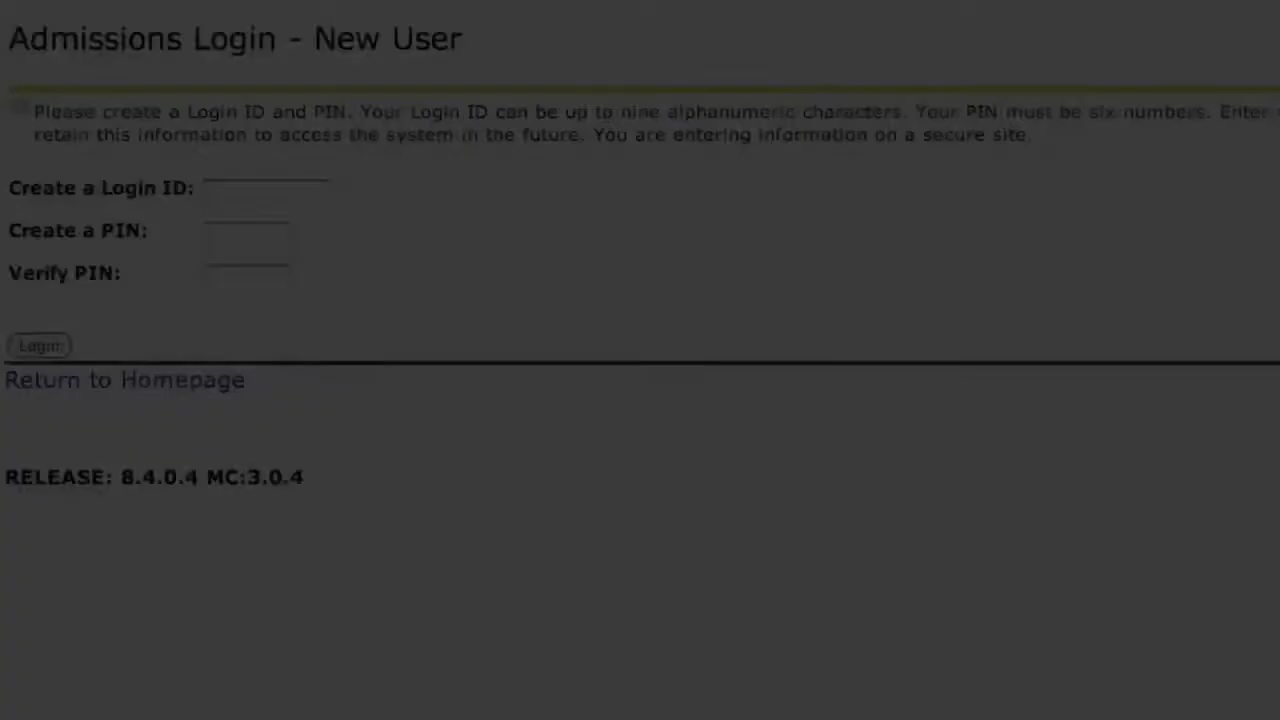 Admissions Login - New User
Please create a Login ID and PIN. Your Login ID can be up to nine alphanumeric characters. Your PIN must be six numbers. Enter
retain this information to access the system in the future. You are entering information on a secure site.
Create a Login ID:
Create a PIN:
Verify PIN:
Login
Return to Homepage
RELEASE: 8.4.0.4 MC:3.0.4